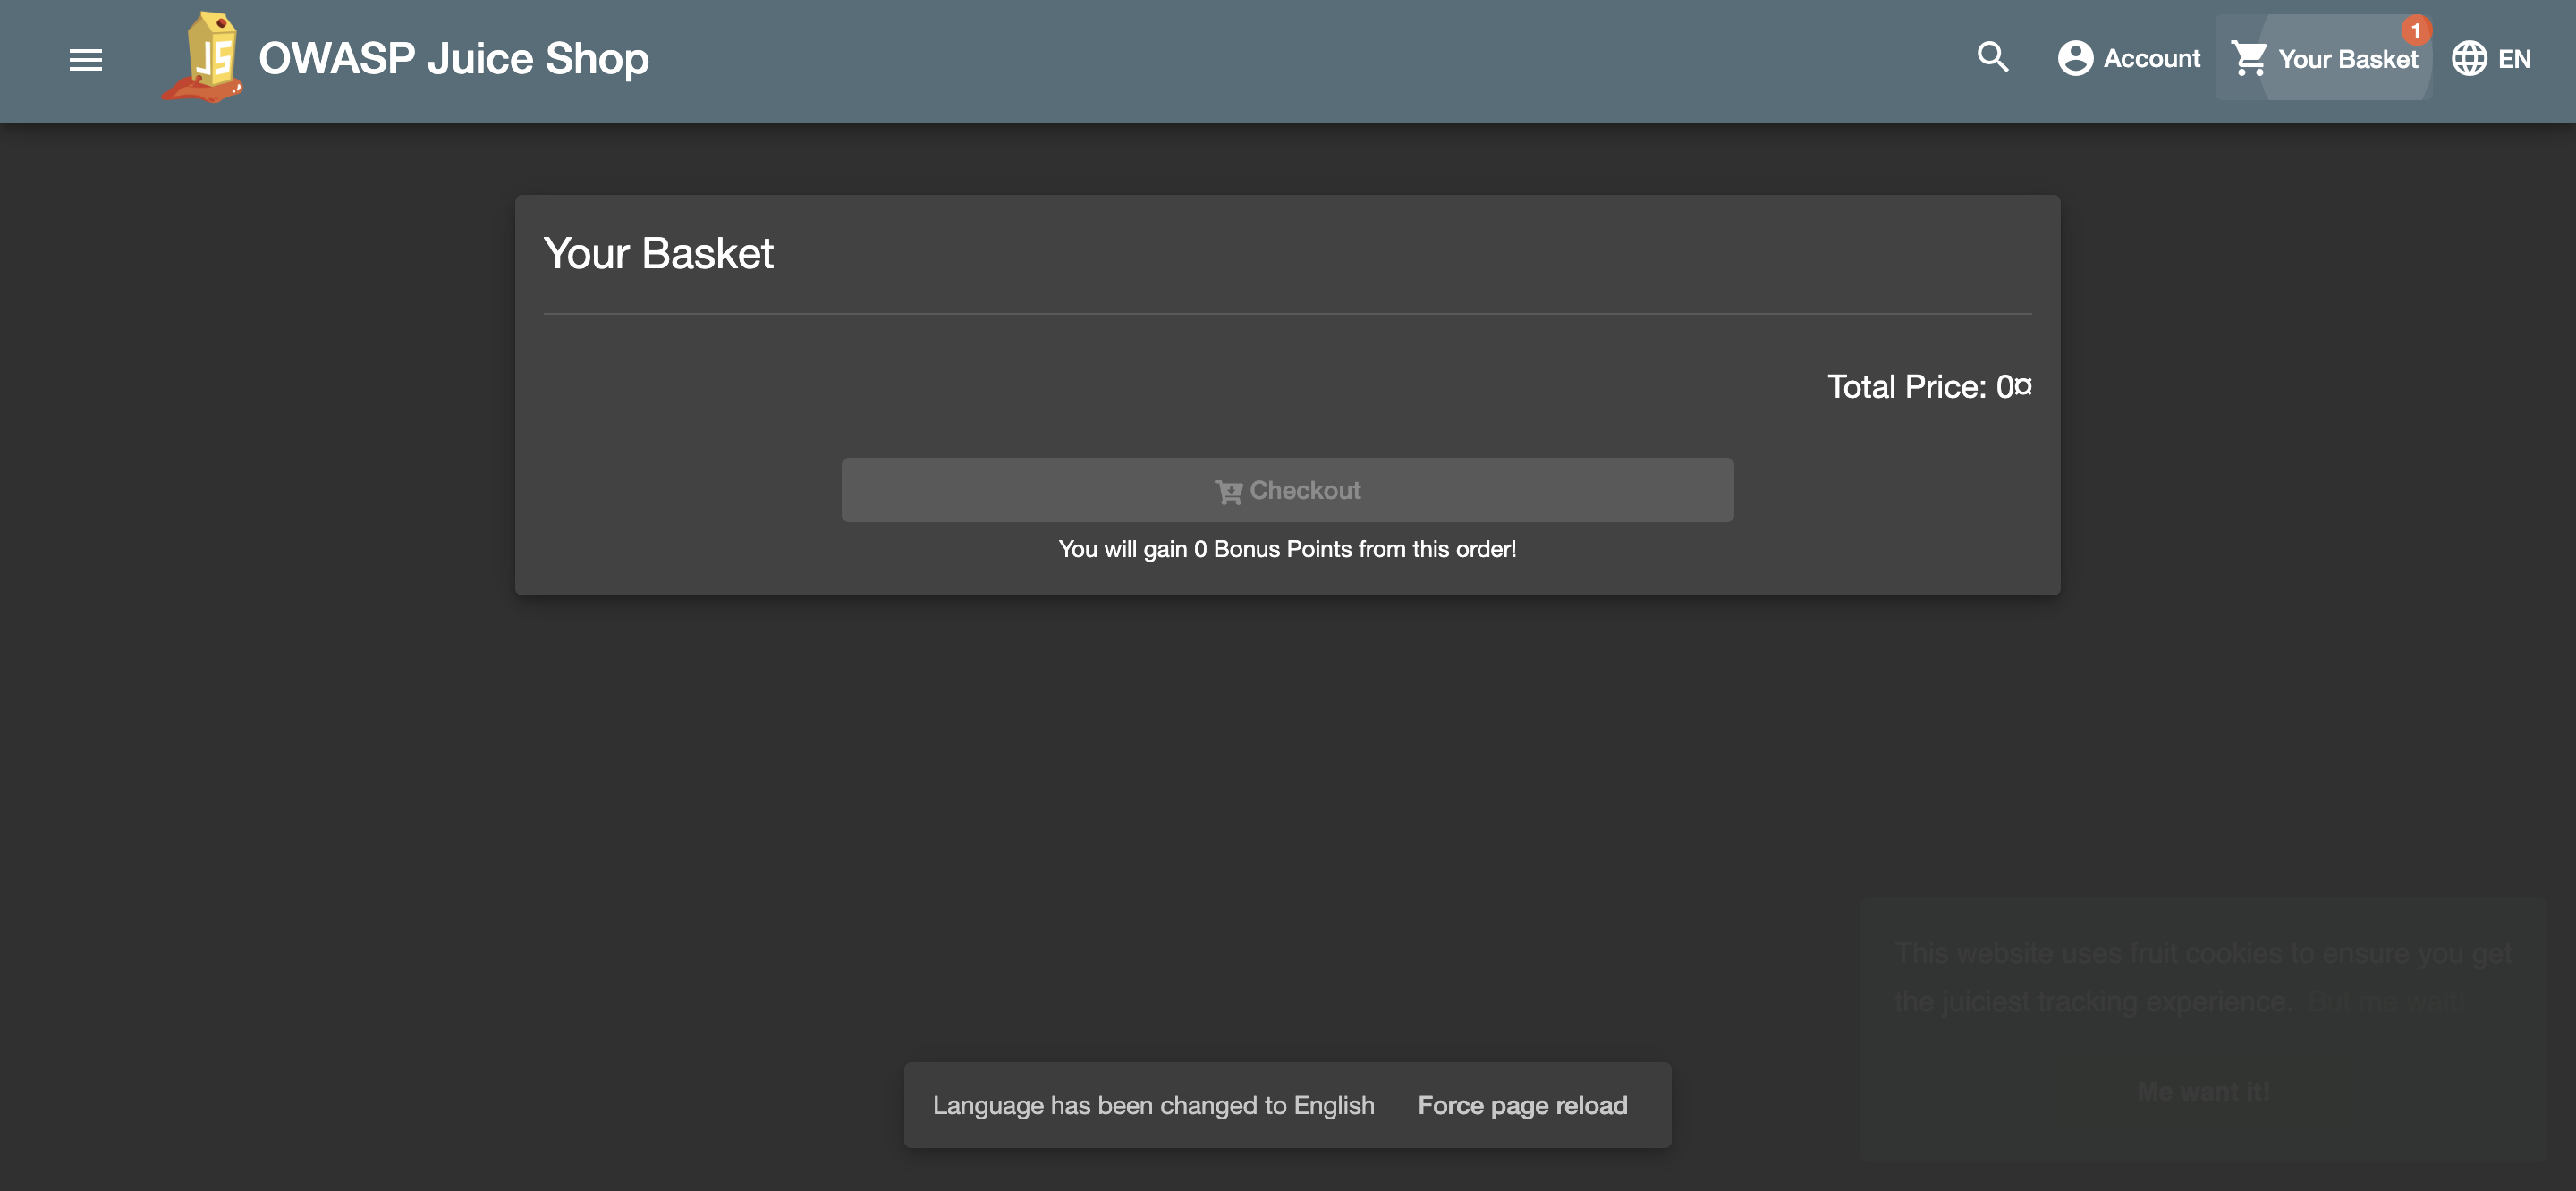 JS
OWASP Juice Shop
Account
Your Basket
1
EN
Your Basket
Total Price: 0¤
Checkout
You will gain 0 Bonus Points from this order!
This website uses fruit cookies to ensure you get
the juiciest tracking experience. But me wait!
Me want it!
Language has been changed to English
Force page reload